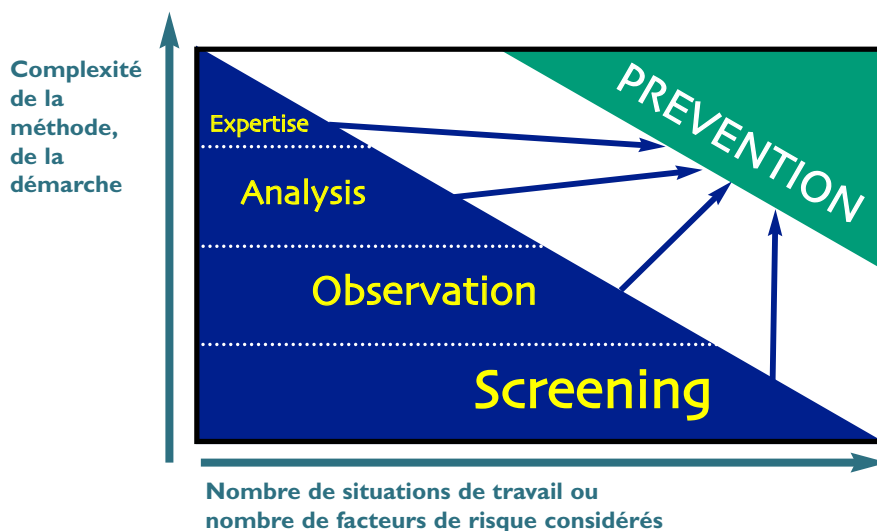 Complexité
de la
méthode,
de la
démarche
Expertise
Analysis
Observation
Screening
PREVENTION
Nombre de situations de travail ou
nombre de facteurs de risque considérés